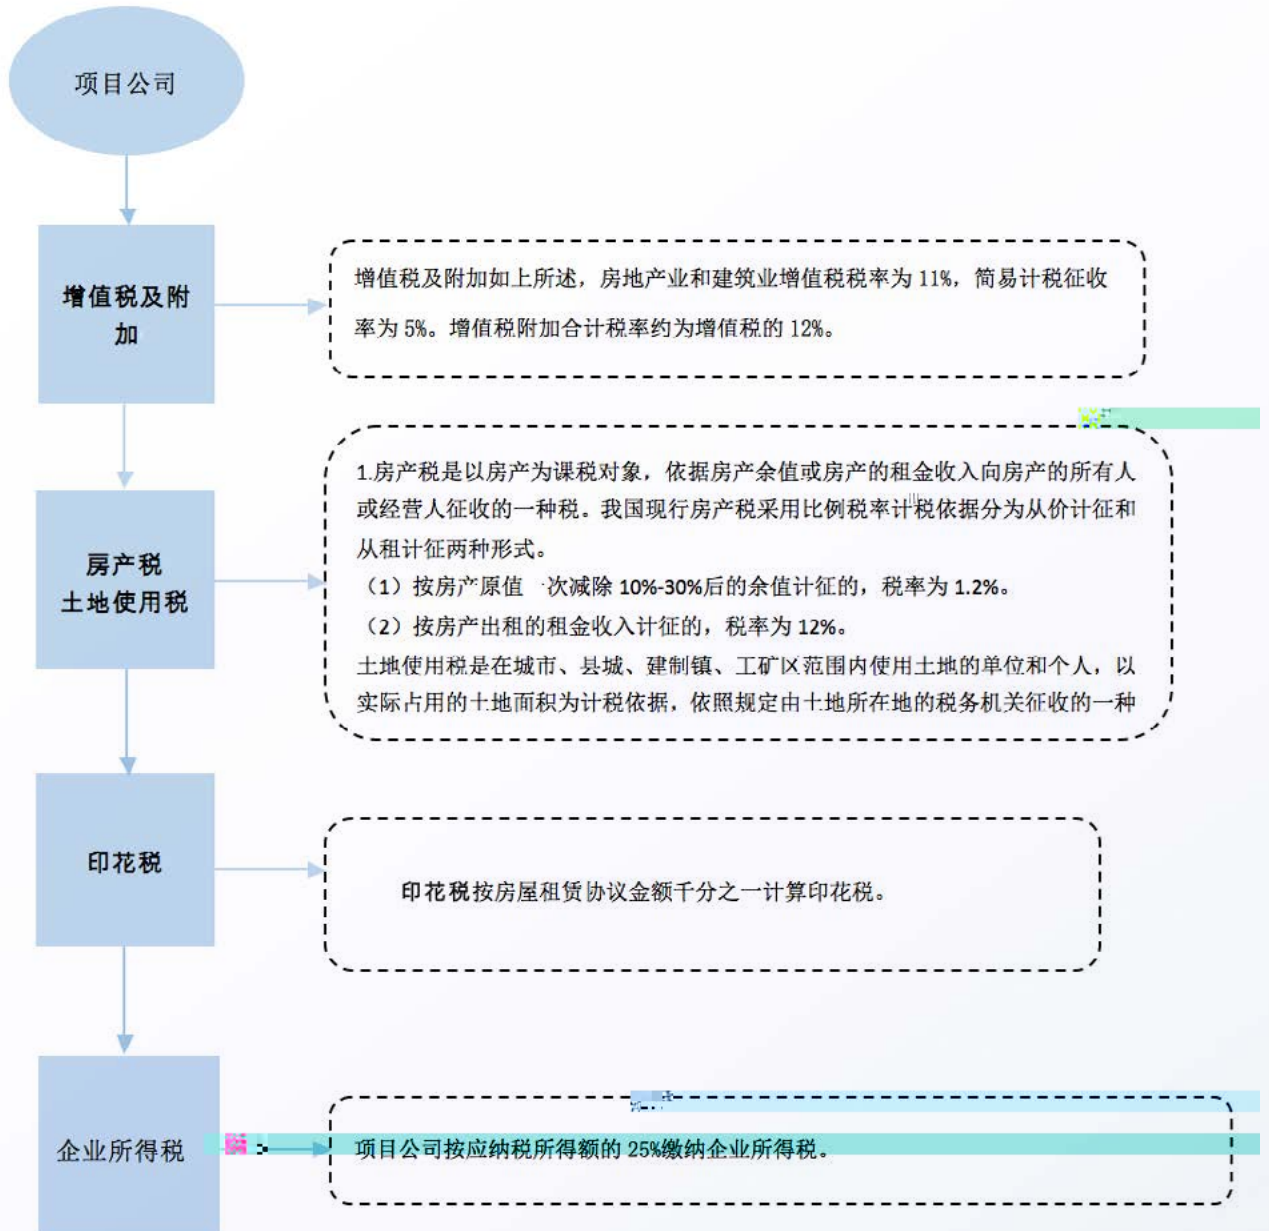 项目公司
增值税及附
加
增值税及附加如上所述，房地产业和建筑业增值税税率为 11%，简易计税征收
率为 5%。增值税附加合计税率约为增值税的 12%。
房产税
土地使用税
1.房产税是以房产为课税对象，依据房产余值或房产的租金收入向房产的所有人
或经营人征收的一种税。我国现行房产税采用比例税率计税依据分为从价计征和
从租计征两种形式。
（1）按房产原值一次减除 10%-30%后的余值计征的，税率为 1.2%。
（2）按房产出租的租金收入计征的，税率为 12%。
土地使用税是在城市、县城、建制镇、工矿区范围内使用土地的单位和个人，以
实际占用的土地面积为计税依据，依照规定由土地所在地的税务机关征收的一种
印花税
印花税按房屋租赁协议金额千分之一计算印花税。
企业所得税
项目公司按应纳税所得额的 25%缴纳企业所得税。